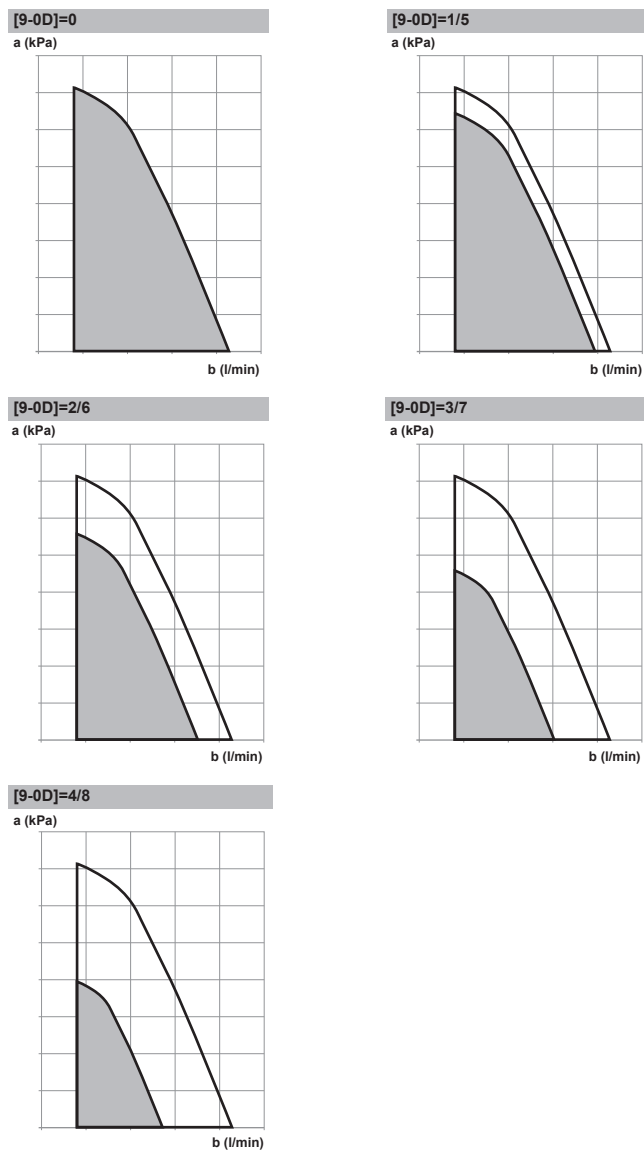 [9-0D]=0
a (kPa)
b (l/min)
[9-0D]=1/5
a (kPa)
b (l/min)
[9-0D]=2/6
a (kPa)
b (l/min)
[9-0D]=3/7
a (kPa)
b (l/min)
[9-0D]=4/8
a (kPa)
b (l/min)